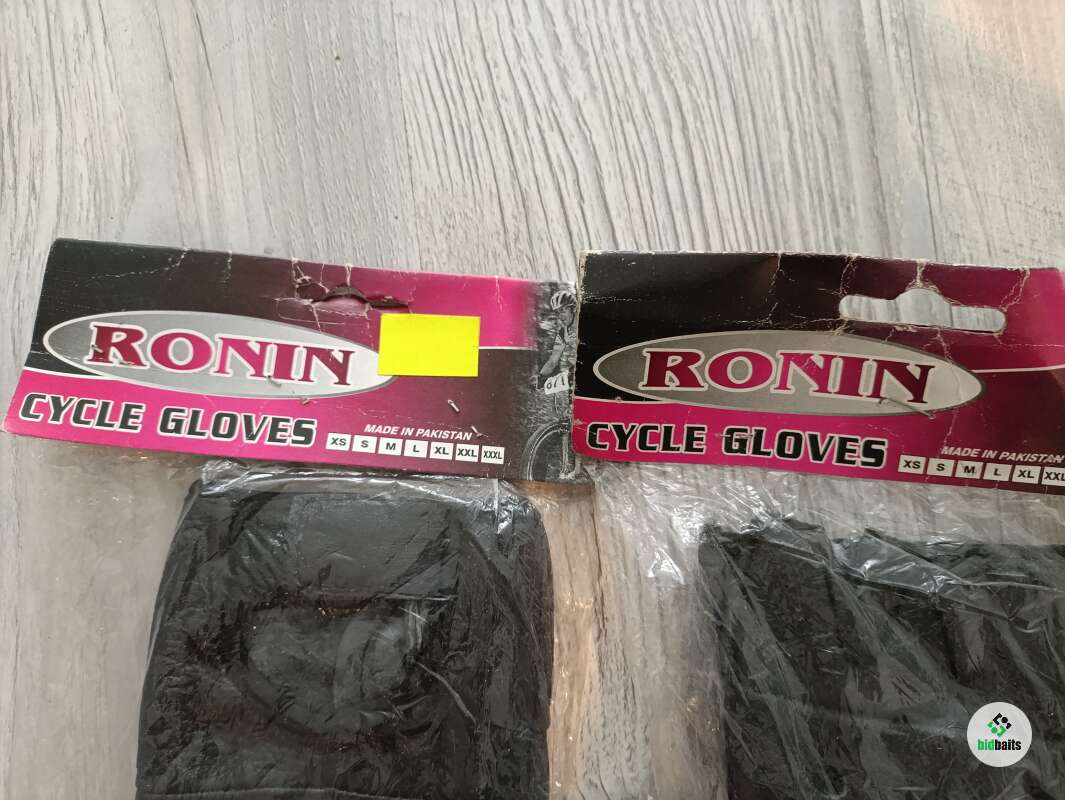 RONIN
CYCLE GLOVES
MADE IN PAKISTAN
XS S M L XL XXL XXXL
RONIN
CYCLE GLOVES
MADE IN PAKISTAN
XS S M L XL XXL
bidbaits